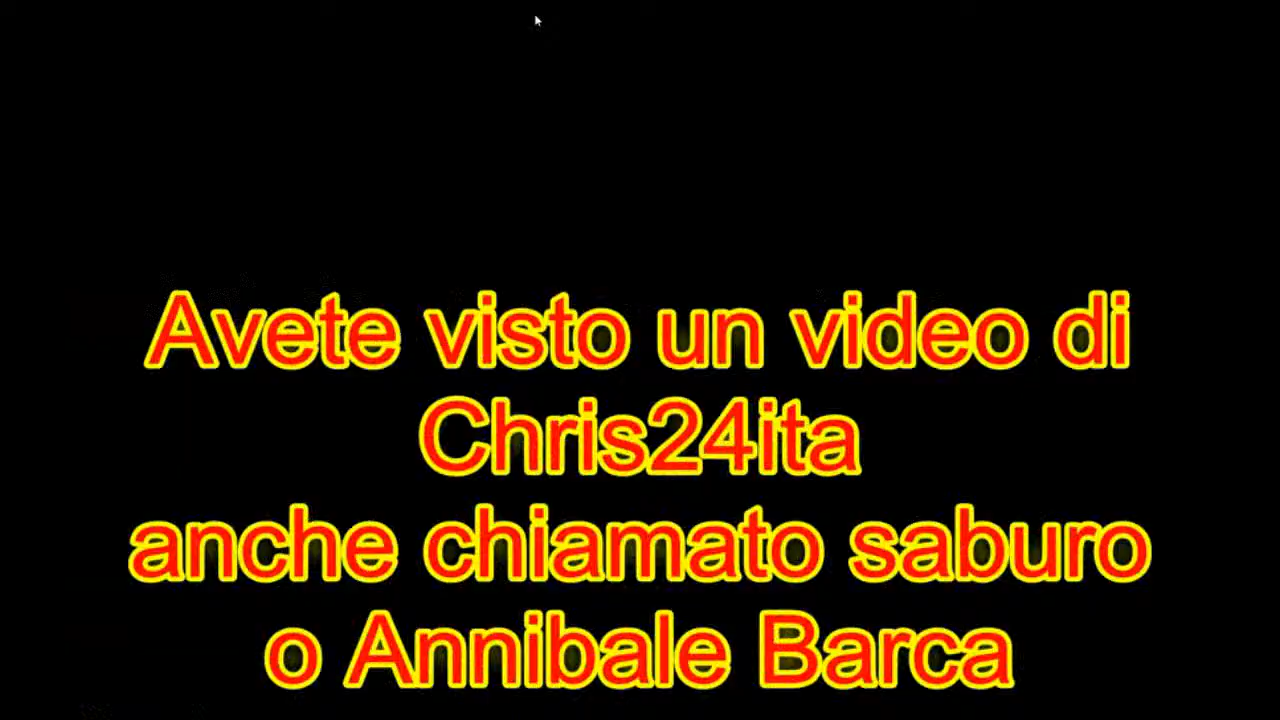 Avete visto un video di
Chris24ita
anche chiamato saburo
o Annibale Barca